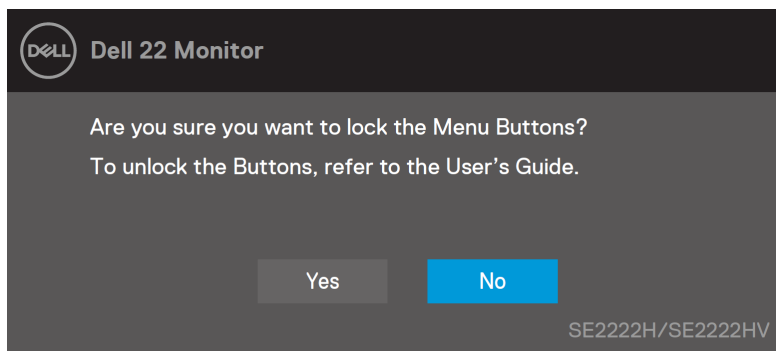 DELL
Dell 22 Monitor
Are you sure you want to lock the Menu Buttons?
To unlock the Buttons, refer to the User’s Guide.
Yes No
SE2222H/SE2222HV